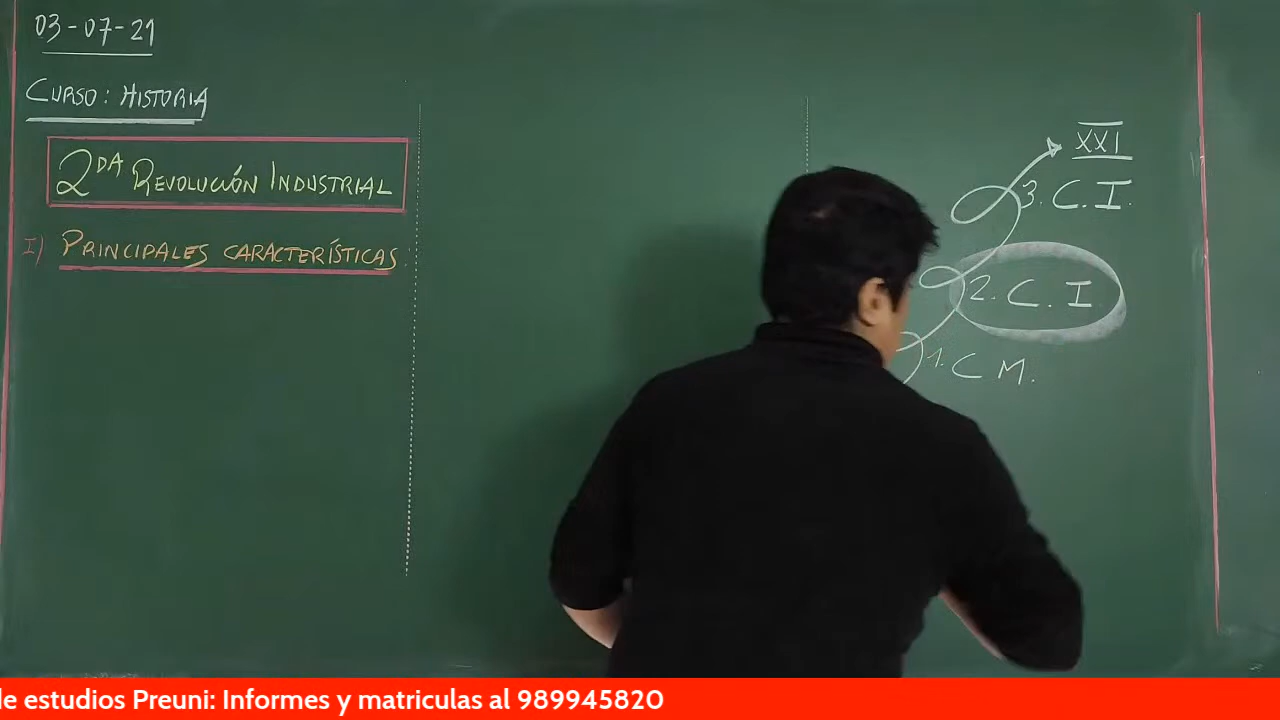 03-07-21
CURSO: HISTORIA
2DA REVOLUCIÓN INDUSTRIAL
I) PRINCIPALES CARACTERÍSTICAS:
XXI
3. C. I.
2. C. I
1. C M.
de estudios Preuni: Informes y matriculas al 989945820